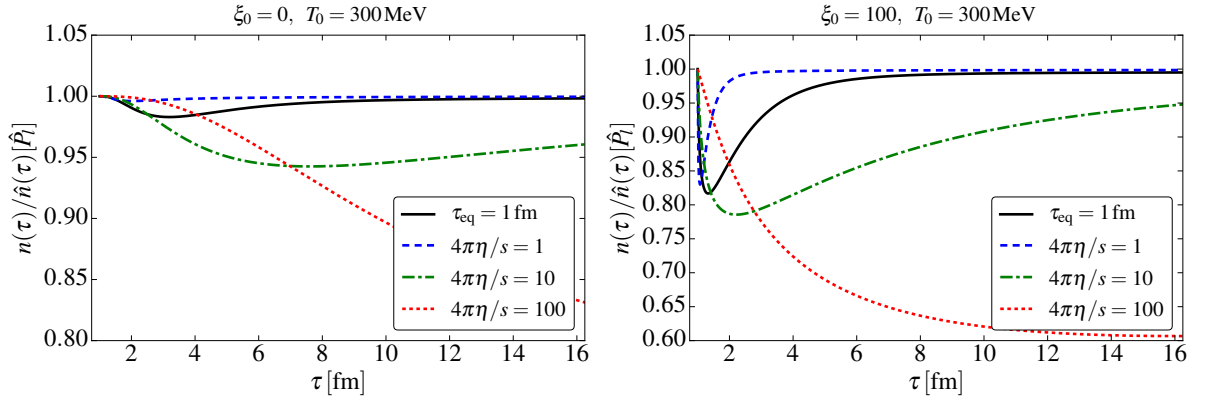 ξ₀ = 0, T₀ = 300 MeV
1.05
1.00
0.95
0.90
0.85
0.80
n(τ)/n̂(τ)[P̂_l]
2 4 6 8 10 12 14 16
τ [fm]
τ_eq = 1 fm
4πη/s = 1
4πη/s = 10
4πη/s = 100
ξ₀ = 100, T₀ = 300 MeV
1.05
1.00
0.95
0.90
0.85
0.80
0.75
0.70
0.65
0.60
n(τ)/n̂(τ)[P̂_l]
2 4 6 8 10 12 14 16
τ [fm]
τ_eq = 1 fm
4πη/s = 1
4πη/s = 10
4πη/s = 100